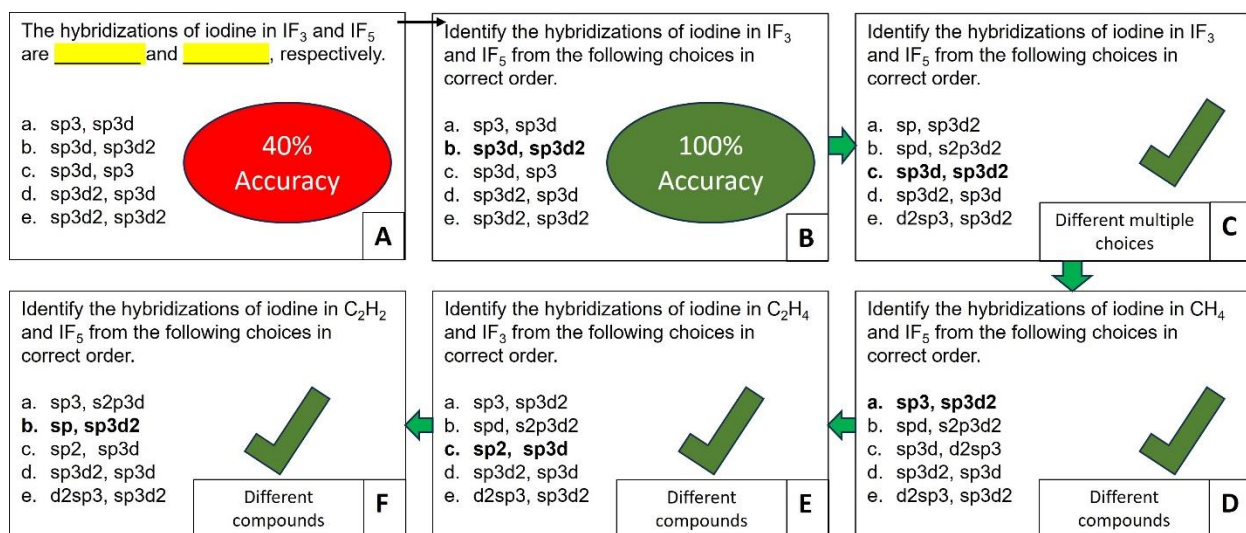 The hybridizations of iodine in IF₃ and IF₅
are __________ and __________, respectively.
a. sp3, sp3d
b. sp3d, sp3d2
c. sp3d, sp3
d. sp3d2, sp3d
e. sp3d2, sp3d2
40%
Accuracy
A
Identify the hybridizations of iodine in IF₃
and IF₅ from the following choices in
correct order.
a. sp3, sp3d
b. sp3d, sp3d2
c. sp3d, sp3
d. sp3d2, sp3d
e. sp3d2, sp3d2
100%
Accuracy
B
Identify the hybridizations of iodine in IF₃
and IF₅ from the following choices in
correct order.
a. sp, sp3d2
b. spd, s2p3d2
c. sp3d, sp3d2
d. sp3d2, sp3d
e. d2sp3, sp3d2
Different multiple
choices
C
Identify the hybridizations of iodine in C₂H₂
and IF₅ from the following choices in
correct order.
a. sp3, s2p3d
b. sp, sp3d2
c. sp2, sp3d
d. sp3d2, sp3d
e. d2sp3, sp3d2
Different
compounds
F
Identify the hybridizations of iodine in C₂H₄
and IF₃ from the following choices in
correct order.
a. sp3, sp3d2
b. spd, s2p3d2
c. sp2, sp3d
d. sp3d2, sp3d
e. d2sp3, sp3d2
Different
compounds
E
Identify the hybridizations of iodine in CH₄
and IF₅ from the following choices in
correct order.
a. sp3, sp3d2
b. spd, s2p3d2
c. sp3d, d2sp3
d. sp3d2, sp3d
e. d2sp3, sp3d2
Different
compounds
D